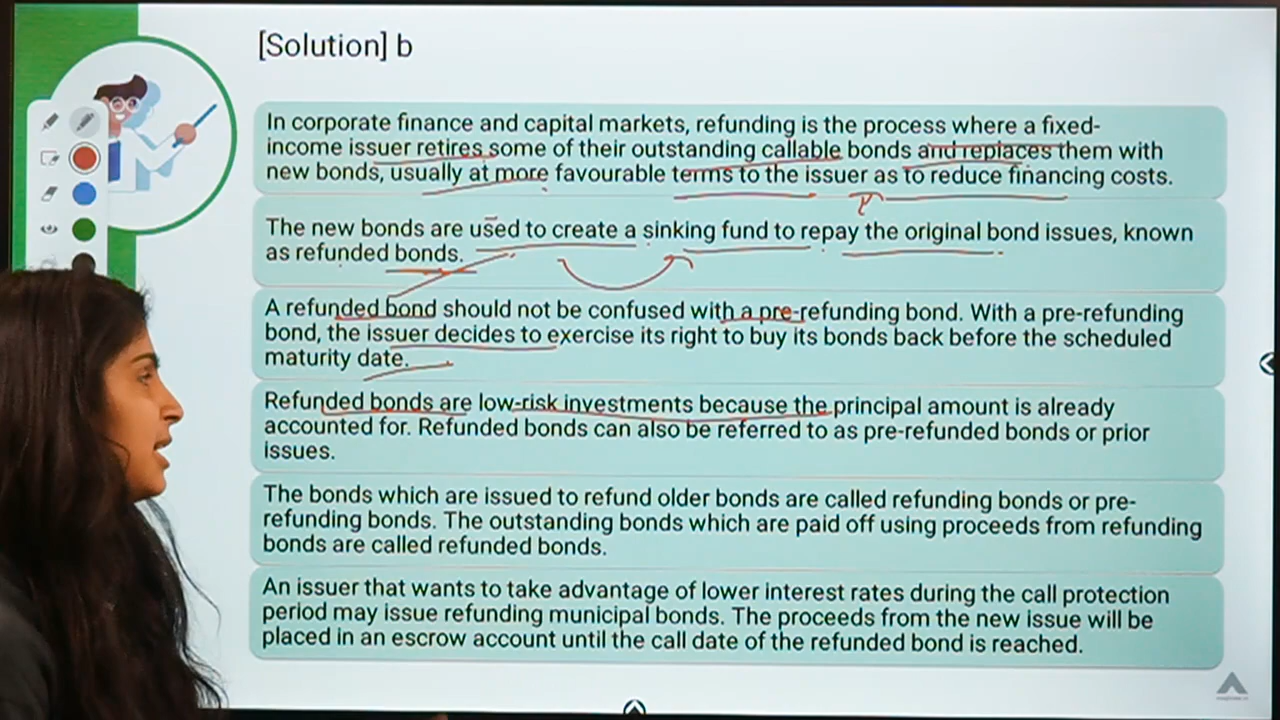 [Solution] b
In corporate finance and capital markets, refunding is the process where a fixed-
income issuer retires some of their outstanding callable bonds and replaces them with
new bonds, usually at more favourable terms to the issuer as to reduce financing costs.
The new bonds are used to create a sinking fund to repay the original bond issues, known
as refunded bonds.
A refunded bond should not be confused with a pre-refunding bond. With a pre-refunding
bond, the issuer decides to exercise its right to buy its bonds back before the scheduled
maturity date.
Refunded bonds are low-risk investments because the principal amount is already
accounted for. Refunded bonds can also be referred to as pre-refunded bonds or prior
issues.
The bonds which are issued to refund older bonds are called refunding bonds or pre-
refunding bonds. The outstanding bonds which are paid off using proceeds from refunding
bonds are called refunded bonds.
An issuer that wants to take advantage of lower interest rates during the call protection
period may issue refunding municipal bonds. The proceeds from the new issue will be
placed in an escrow account until the call date of the refunded bond is reached.